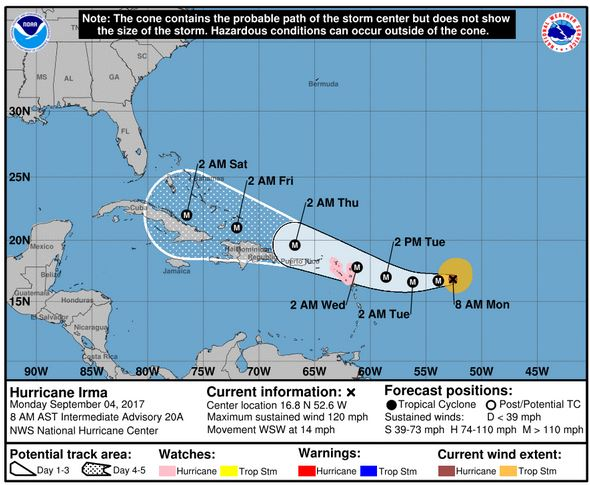 Note: The cone contains the probable path of the storm center but does not show
the size of the storm. Hazardous conditions can occur outside of the cone.
NOAA
NATIONAL WEATHER SERVICE
MS
AL
GA
SC
Bermuda
30N
FL
2 AM Sat
25N
2 AM Fri
Bahamas
Cuba
2 AM Thu
20N
Mexico
Haiti
Dominican
Republic
Puerto Rico
2 PM Tue
Jamaica
Belize
Guatemala
Honduras
15N
El Salvador
2 AM Wed
2 AM Tue
8 AM Mon
Nicaragua
Costa Rica
90W 85W 80W 75W 70W 65W 60W 55W 50W 45W
M M M M M M M
Hurricane Irma
Monday September 04, 2017
8 AM AST Intermediate Advisory 20A
NWS National Hurricane Center
Current information: ×
Center location 16.8 N 52.6 W
Maximum sustained wind 120 mph
Movement WSW at 14 mph
Forecast positions:
Tropical Cyclone Post/Potential TC
Sustained winds: D < 39 mph
S 39-73 mph H 74-110 mph M > 110 mph
Potential track area:
Day 1-3 Day 4-5
Watches:
Hurricane Trop Stm
Warnings:
Hurricane Trop Stm
Current wind extent:
Hurricane Trop Stm